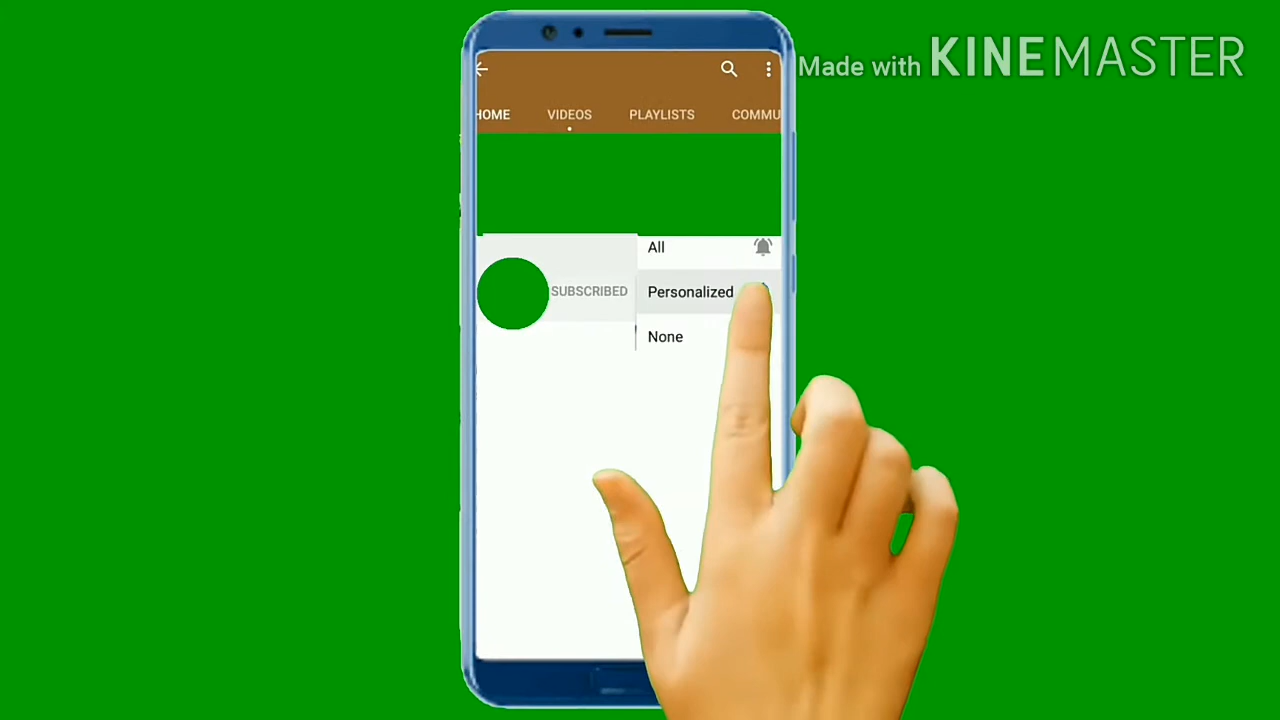 Made with KINEMASTER
HOME VIDEOS PLAYLISTS COMMU
All
SUBSCRIBED
Personalized
None